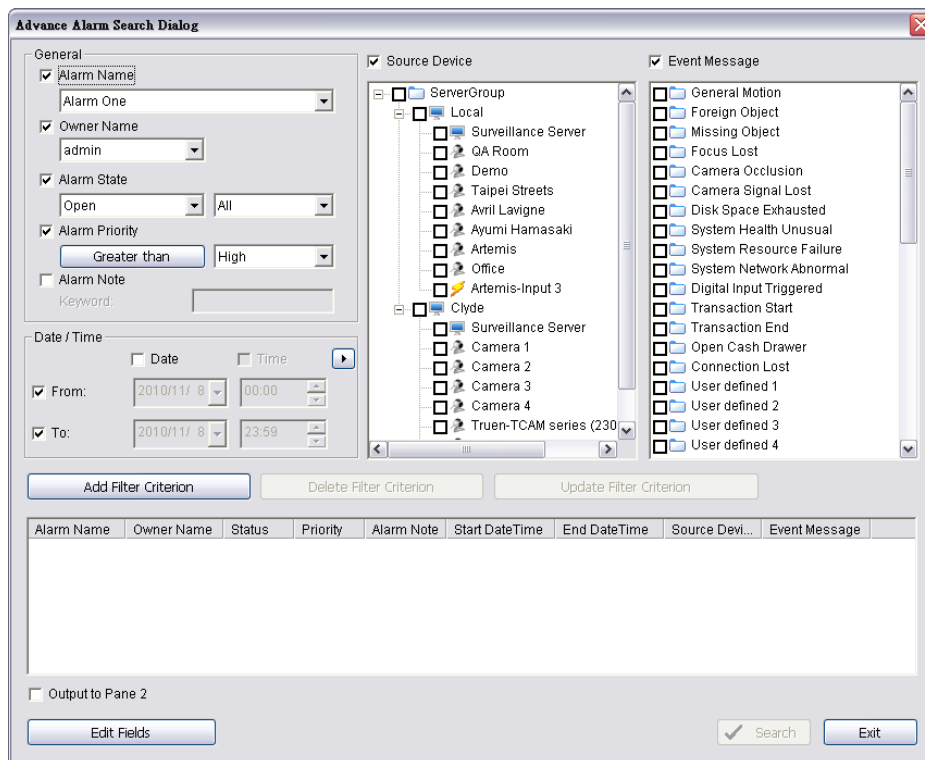 Advance Alarm Search Dialog
General
Alarm Name
Alarm One
Owner Name
admin
Alarm State
Open
All
Alarm Priority
Greater than
High
Alarm Note
Keyword:
Date / Time
Date
Time
From:
2010/11/ 8
00:00
To:
2010/11/ 8
23:59
Source Device
ServerGroup
Local
Surveillance Server
QA Room
Demo
Taipei Streets
Avril Lavigne
Ayumi Hamasaki
Artemis
Office
Artemis-Input 3
Clyde
Surveillance Server
Camera 1
Camera 2
Camera 3
Camera 4
Truen-TCAM series (230
Event Message
General Motion
Foreign Object
Missing Object
Focus Lost
Camera Occlusion
Camera Signal Lost
Disk Space Exhausted
System Health Unusual
System Resource Failure
System Network Abnormal
Digital Input Triggered
Transaction Start
Transaction End
Open Cash Drawer
Connection Lost
User defined 1
User defined 2
User defined 3
User defined 4
Add Filter Criterion
Delete Filter Criterion
Update Filter Criterion
Alarm Name Owner Name Status Priority Alarm Note Start DateTime End DateTime Source Devi... Event Message
Output to Pane 2
Edit Fields
Search
Exit